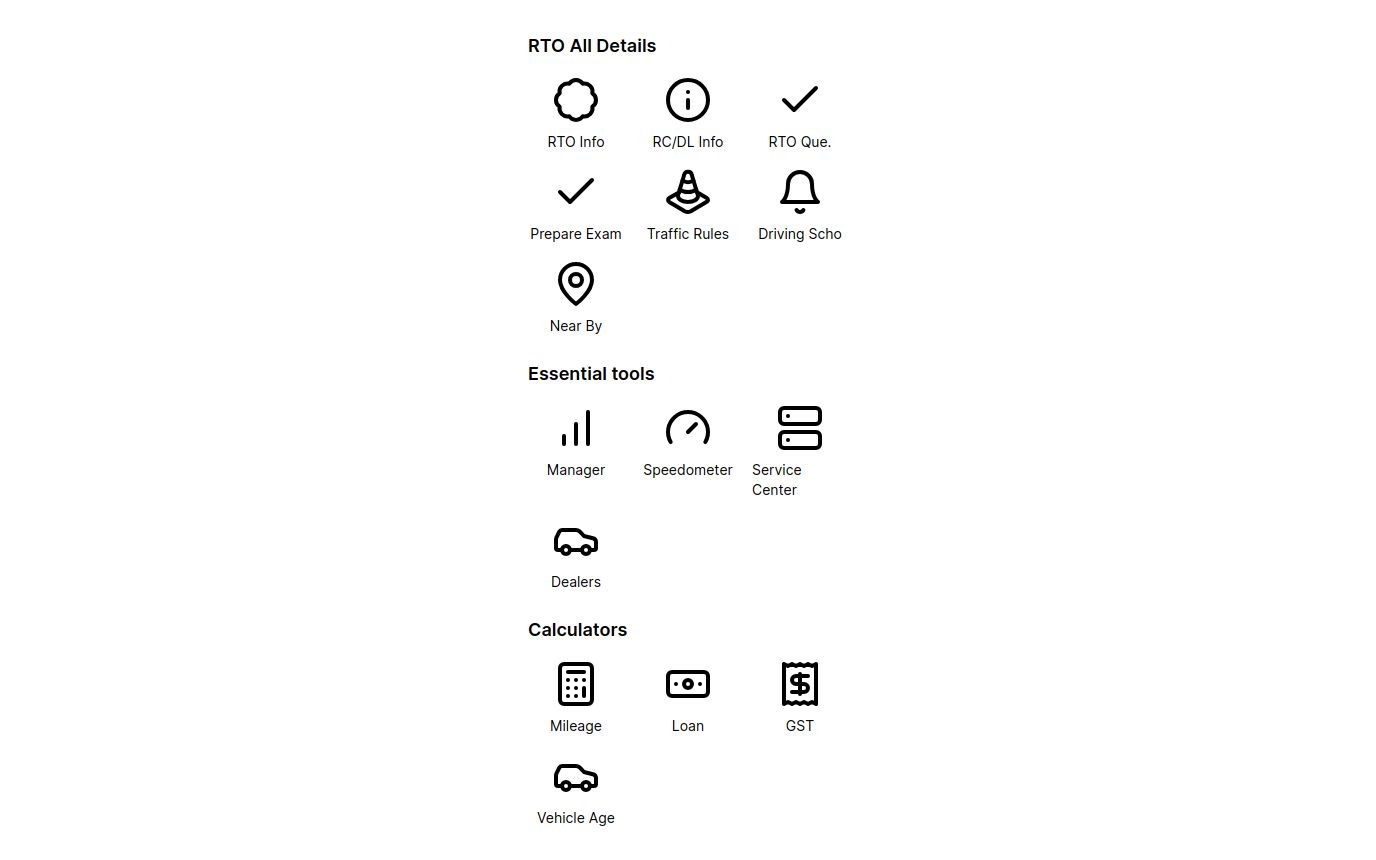 RTO All Details
RTO Info
RC/DL Info
RTO Que.
Prepare Exam
Traffic Rules
Driving Scho
Near By
Essential tools
Manager
Speedometer
Service
Center
Dealers
Calculators
Mileage
Loan
GST
Vehicle Age